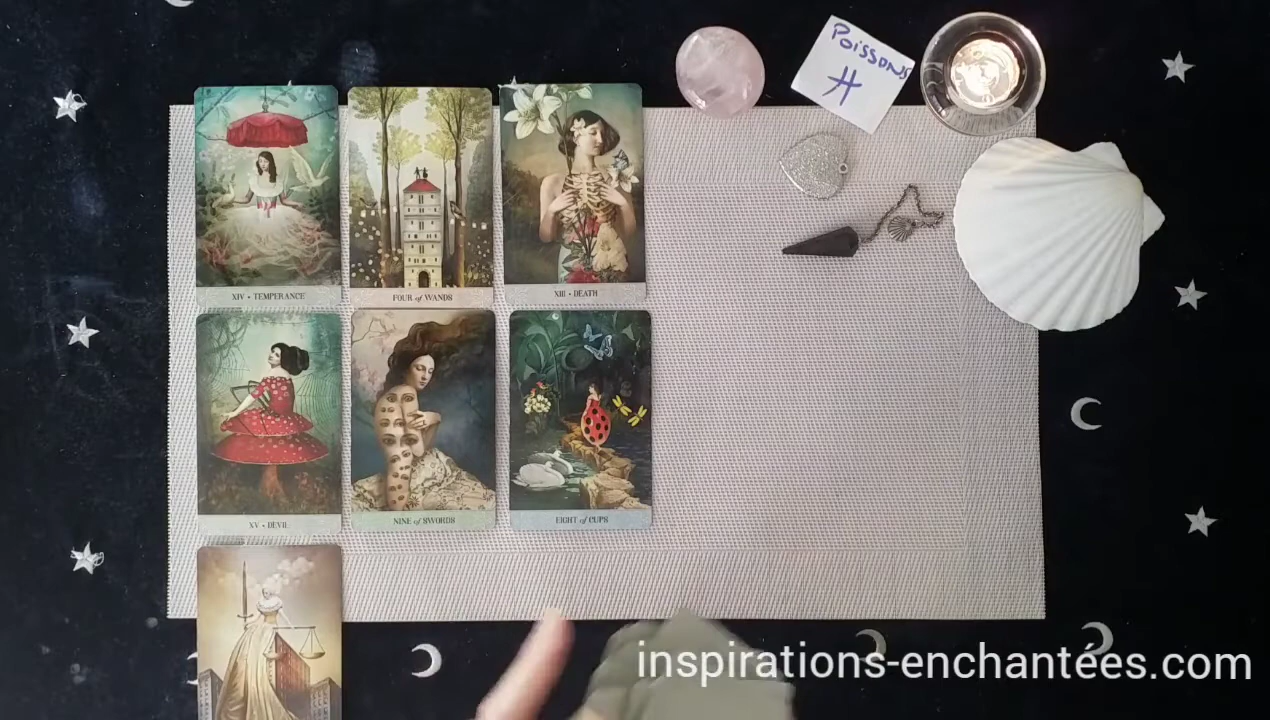 Poissons
XIV • TEMPERANCE
FOUR of WANDS
XIII • DEATH
XV • DEVIL
NINE of SWORDS
EIGHT of CUPS
inspirations-enchantées.com